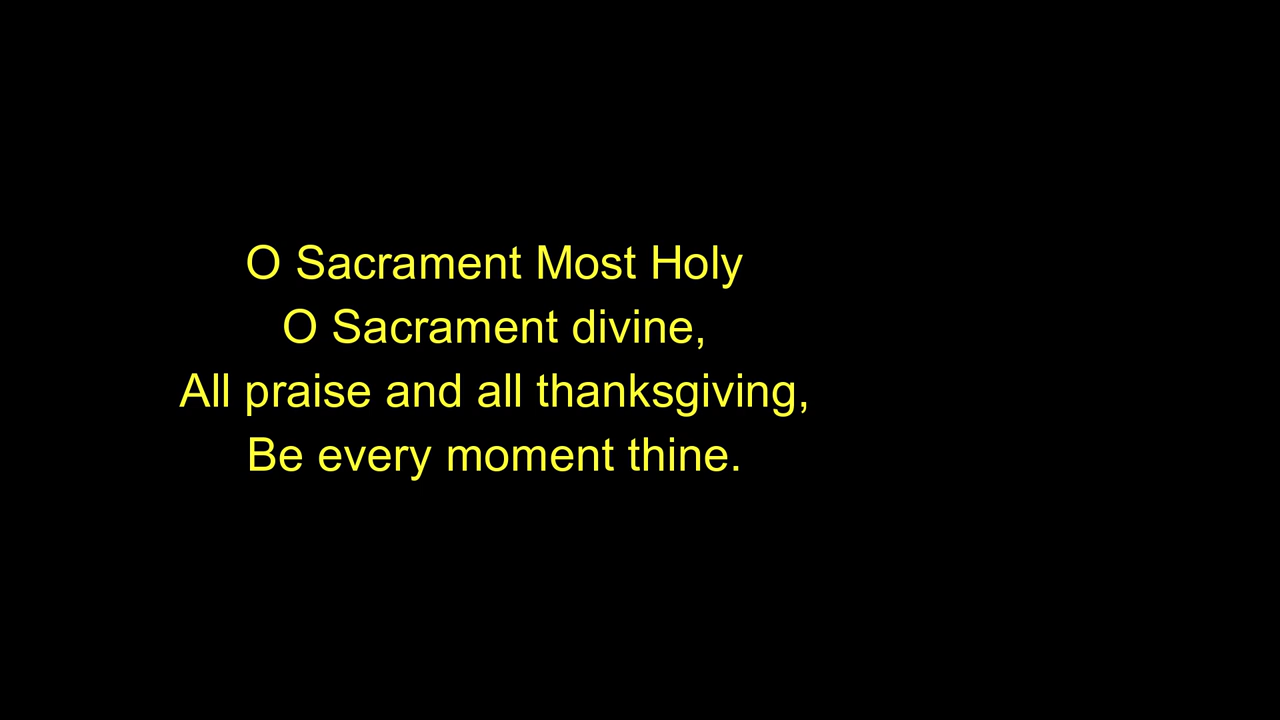 O Sacrament Most Holy
O Sacrament divine,
All praise and all thanksgiving,
Be every moment thine.